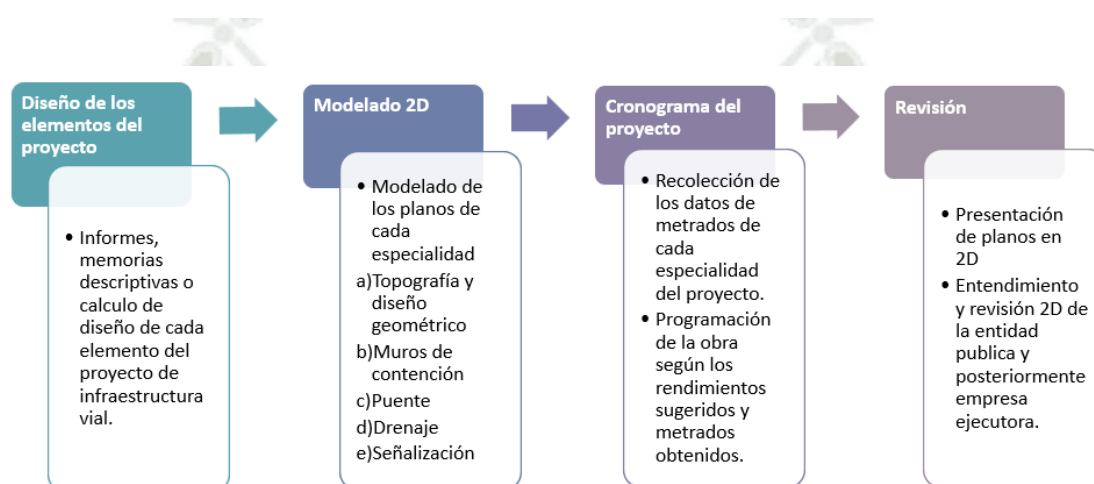 Diseño de los
elementos del
proyecto
• Informes,
memorias
descriptivas o
calculo de
diseño de cada
elemento del
proyecto de
infraestructura
vial.
Modelado 2D
• Modelado de
los planos de
cada
especialidad
a)Topografía y
diseño
geométrico
b)Muros de
contención
c)Puente
d)Drenaje
e)Señalización
Cronograma del
proyecto
• Recolección de
los datos de
metrados de
cada
especialidad
del proyecto.
• Programación
de la obra
según los
rendimientos
sugeridos y
metrados
obtenidos.
Revisión
• Presentación
de planos en
2D
• Entendimiento
y revisión 2D de
la entidad
publica y
posteriormente
empresa
ejecutora.